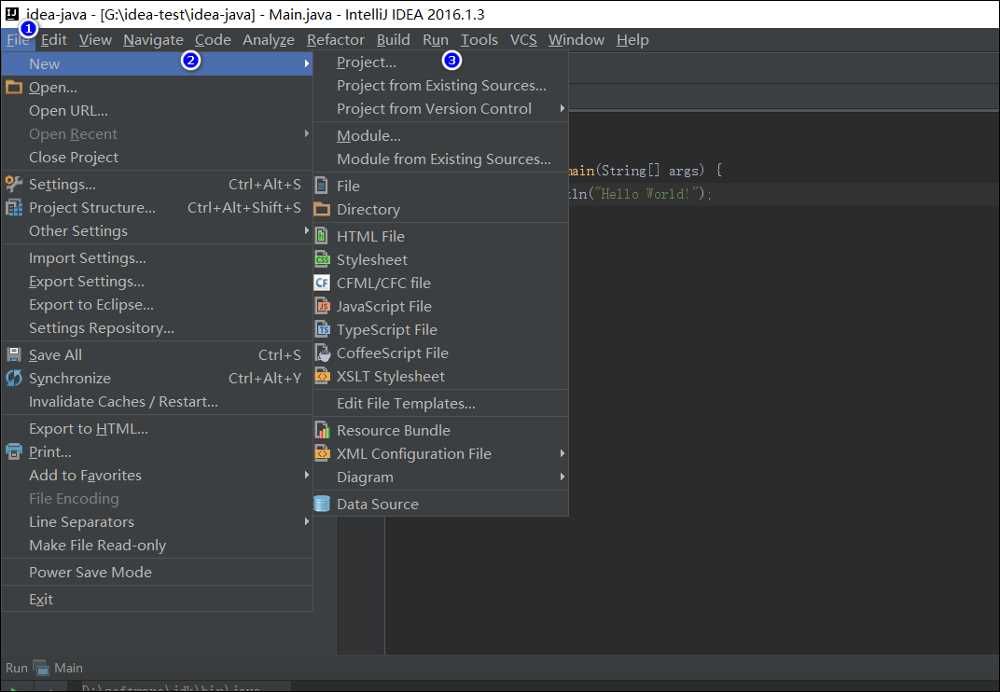 idea-java - [G:\idea-test\idea-java] - Main.java - IntelliJ IDEA 2016.1.3
1
File Edit View Navigate Code Analyze Refactor Build Run Tools VCS Window Help
2
3
New
Open...
Open URL...
Open Recent
Close Project
Settings... Ctrl+Alt+S
Project Structure... Ctrl+Alt+Shift+S
Other Settings
Import Settings...
Export Settings...
Export to Eclipse...
Settings Repository...
Save All Ctrl+S
Synchronize Ctrl+Alt+Y
Invalidate Caches / Restart...
Export to HTML...
Print...
Add to Favorites
File Encoding
Line Separators
Make File Read-only
Power Save Mode
Exit
Project...
Project from Existing Sources...
Project from Version Control
Module...
Module from Existing Sources...
File
Directory
HTML File
Stylesheet
CFML/CFC file
JavaScript File
TypeScript File
CoffeeScript File
XSLT Stylesheet
Edit File Templates...
Resource Bundle
XML Configuration File
Diagram
Data Source
main(String[] args) {
tln("Hello World!");
Run Main
D:\software\jdk\bin\java